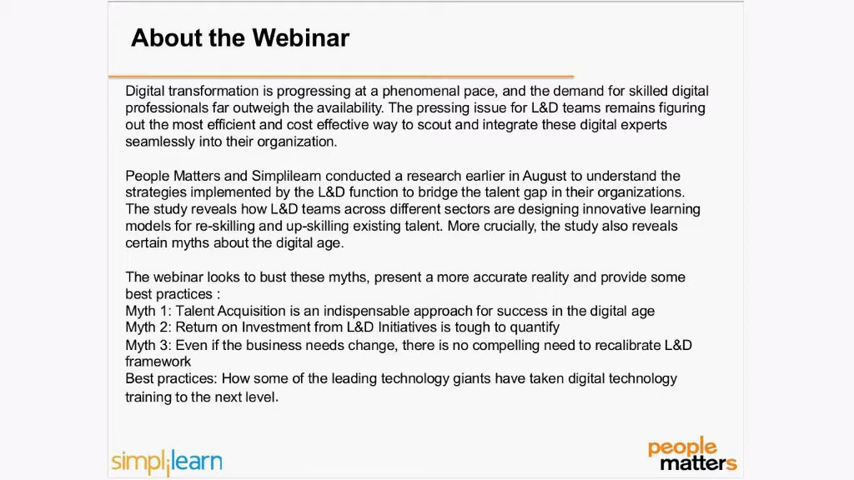 About the Webinar
Digital transformation is progressing at a phenomenal pace, and the demand for skilled digital
professionals far outweigh the availability. The pressing issue for L&D teams remains figuring
out the most efficient and cost effective way to scout and integrate these digital experts
seamlessly into their organization.
People Matters and Simplilearn conducted a research earlier in August to understand the
strategies implemented by the L&D function to bridge the talent gap in their organizations.
The study reveals how L&D teams across different sectors are designing innovative learning
models for re-skilling and up-skilling existing talent. More crucially, the study also reveals
certain myths about the digital age.
The webinar looks to bust these myths, present a more accurate reality and provide some
best practices :
Myth 1: Talent Acquisition is an indispensable approach for success in the digital age
Myth 2: Return on Investment from L&D Initiatives is tough to quantify
Myth 3: Even if the business needs change, there is no compelling need to recalibrate L&D
framework
Best practices: How some of the leading technology giants have taken digital technology
training to the next level.
simplilearn
people
matters